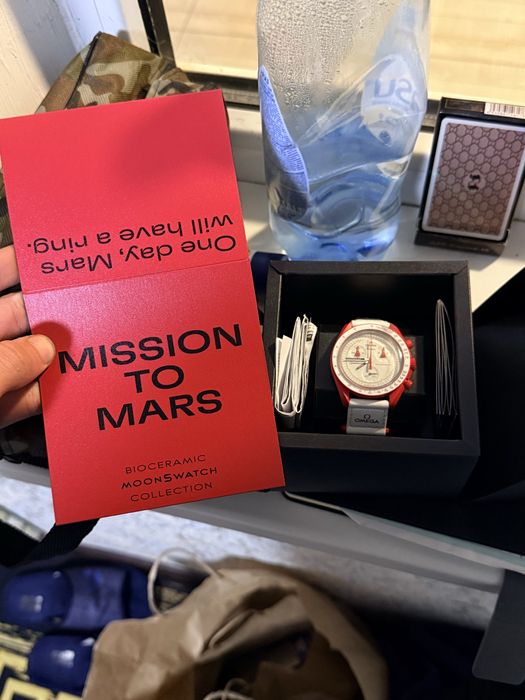 One day, Mars
will have a ring.
MISSION
TO
MARS
BIOCERAMIC
MOONSWATCH
COLLECTION
Ω
OMEGA